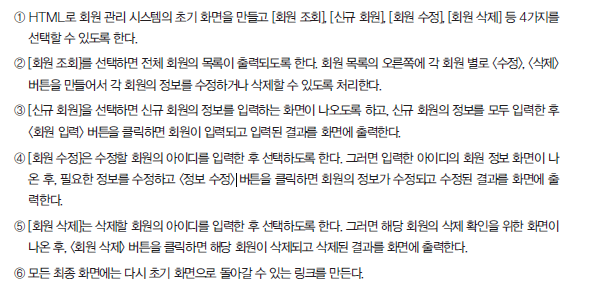 ① HTML로 회원 관리 시스템의 초기 화면을 만들고 [회원 조회], [신규 회원], [회원 수정], [회원 삭제] 등 4가지를
선택할 수 있도록 한다.
② [회원 조회]를 선택하면 전체 회원의 목록이 출력되도록 한다. 회원 목록의 오른쪽에 각 회원 별로 <수정>, <삭제>
버튼을 만들어서 각 회원의 정보를 수정하거나 삭제할 수 있도록 처리한다.
③ [신규 회원]을 선택하면 신규 회원의 정보를 입력하는 화면이 나오도록 하고, 신규 회원의 정보를 모두 입력한 후
<회원 입력> 버튼을 클릭하면 회원이 입력되고 입력된 결과를 화면에 출력한다.
④ [회원 수정]은 수정할 회원의 아이디를 입력한 후 선택하도록 한다. 그러면 입력한 아이디의 회원 정보 화면이 나
온 후, 필요한 정보를 수정하고 <정보 수정> 버튼을 클릭하면 회원의 정보가 수정되고 수정된 결과를 화면에 출
력한다.
⑤ [회원 삭제]는 삭제할 회원의 아이디를 입력한 후 선택하도록 한다. 그러면 해당 회원의 삭제 확인을 위한 화면이
나온 후, <회원 삭제> 버튼을 클릭하면 해당 회원이 삭제되고 삭제된 결과를 화면에 출력한다.
⑥ 모든 최종 화면에는 다시 초기 화면으로 돌아갈 수 있는 링크를 만든다.